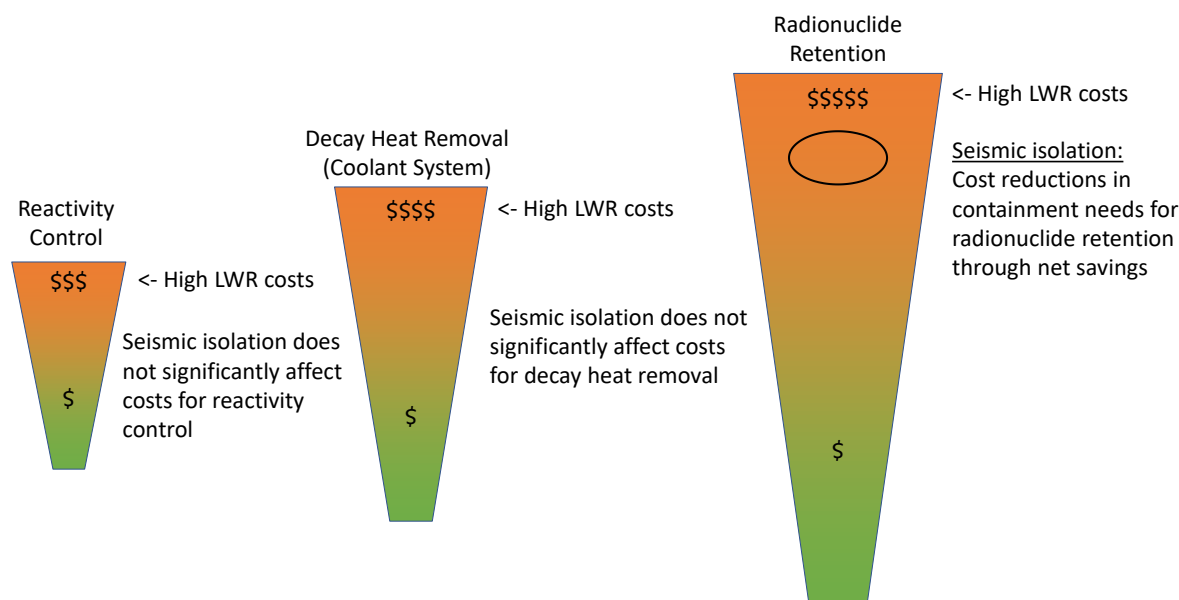 Reactivity
Control
$$$
<- High LWR costs
Seismic isolation does
not significantly affect
costs for reactivity
control
$
Decay Heat Removal
(Coolant System)
$$$$
<- High LWR costs
Seismic isolation does not
significantly affect costs
for decay heat removal
$
Radionuclide
Retention
$$$$$
<- High LWR costs
Seismic isolation:
Cost reductions in
containment needs for
radionuclide retention
through net savings
$